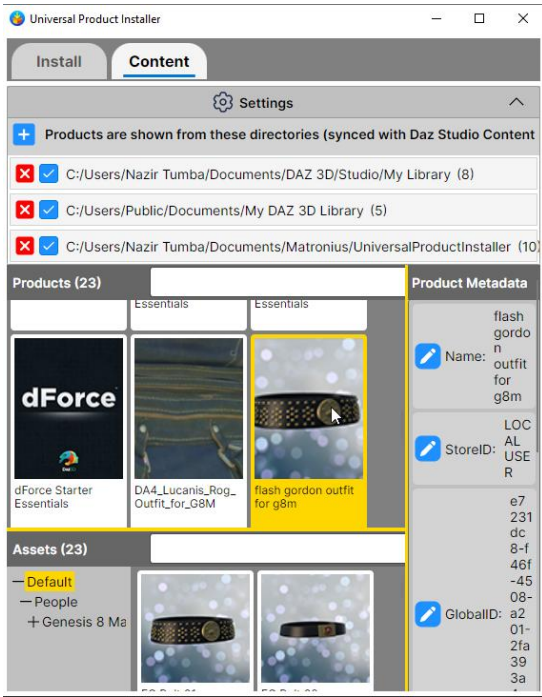 Universal Product Installer
Install
Content
Settings
Products are shown from these directories (synced with Daz Studio Content
C:/Users/Nazir Tumba/Documents/DAZ 3D/Studio/My Library (8)
C:/Users/Public/Documents/My DAZ 3D Library (5)
C:/Users/Nazir Tumba/Documents/Matronius/UniversalProductInstaller (10)
Products (23)
Essentials
Essentials
dForce
Daz3D
dForce Starter
Essentials
DA4_Lucanis_Rog_
Outfit_for_G8M
flash gordon outfit
for g8m
Assets (23)
Default
People
Genesis 8 Ma
Product Metadata
Name:
flash
gordo
n
outfit
for
g8m
StoreID:
LOC
AL
USE
R
GlobalID:
e7
231
dc
8-f
46f
-45
08-
a2
01-
2fa
39
3a